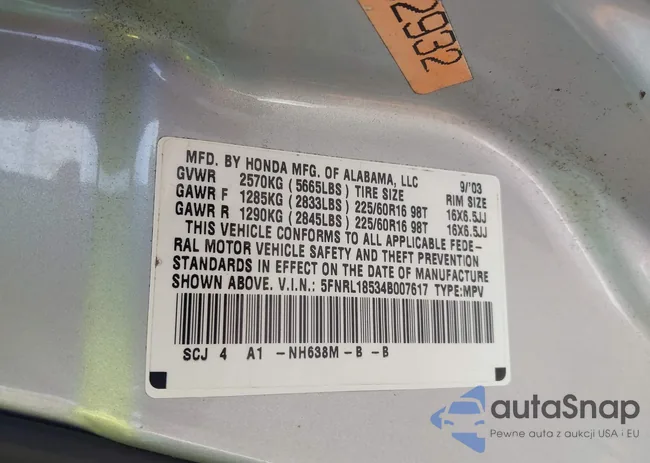 2932
MFD. BY HONDA MFG. OF ALABAMA, LLC 9/'03
GVWR 2570KG (5665LBS) TIRE SIZE RIM SIZE
GAWR F 1285KG (2833LBS) 225/60R16 98T 16X6.5JJ
GAWR R 1290KG (2845LBS) 225/60R16 98T 16X6.5JJ
THIS VEHICLE CONFORMS TO ALL APPLICABLE FEDE-
RAL MOTOR VEHICLE SAFETY AND THEFT PREVENTION
STANDARDS IN EFFECT ON THE DATE OF MANUFACTURE
SHOWN ABOVE. V.I.N.: 5FNRL18534B007617 TYPE:MPV
SCJ 4 A1 -NH638M-B -B
autaSnap
Pewne auta z aukcji USA i EU